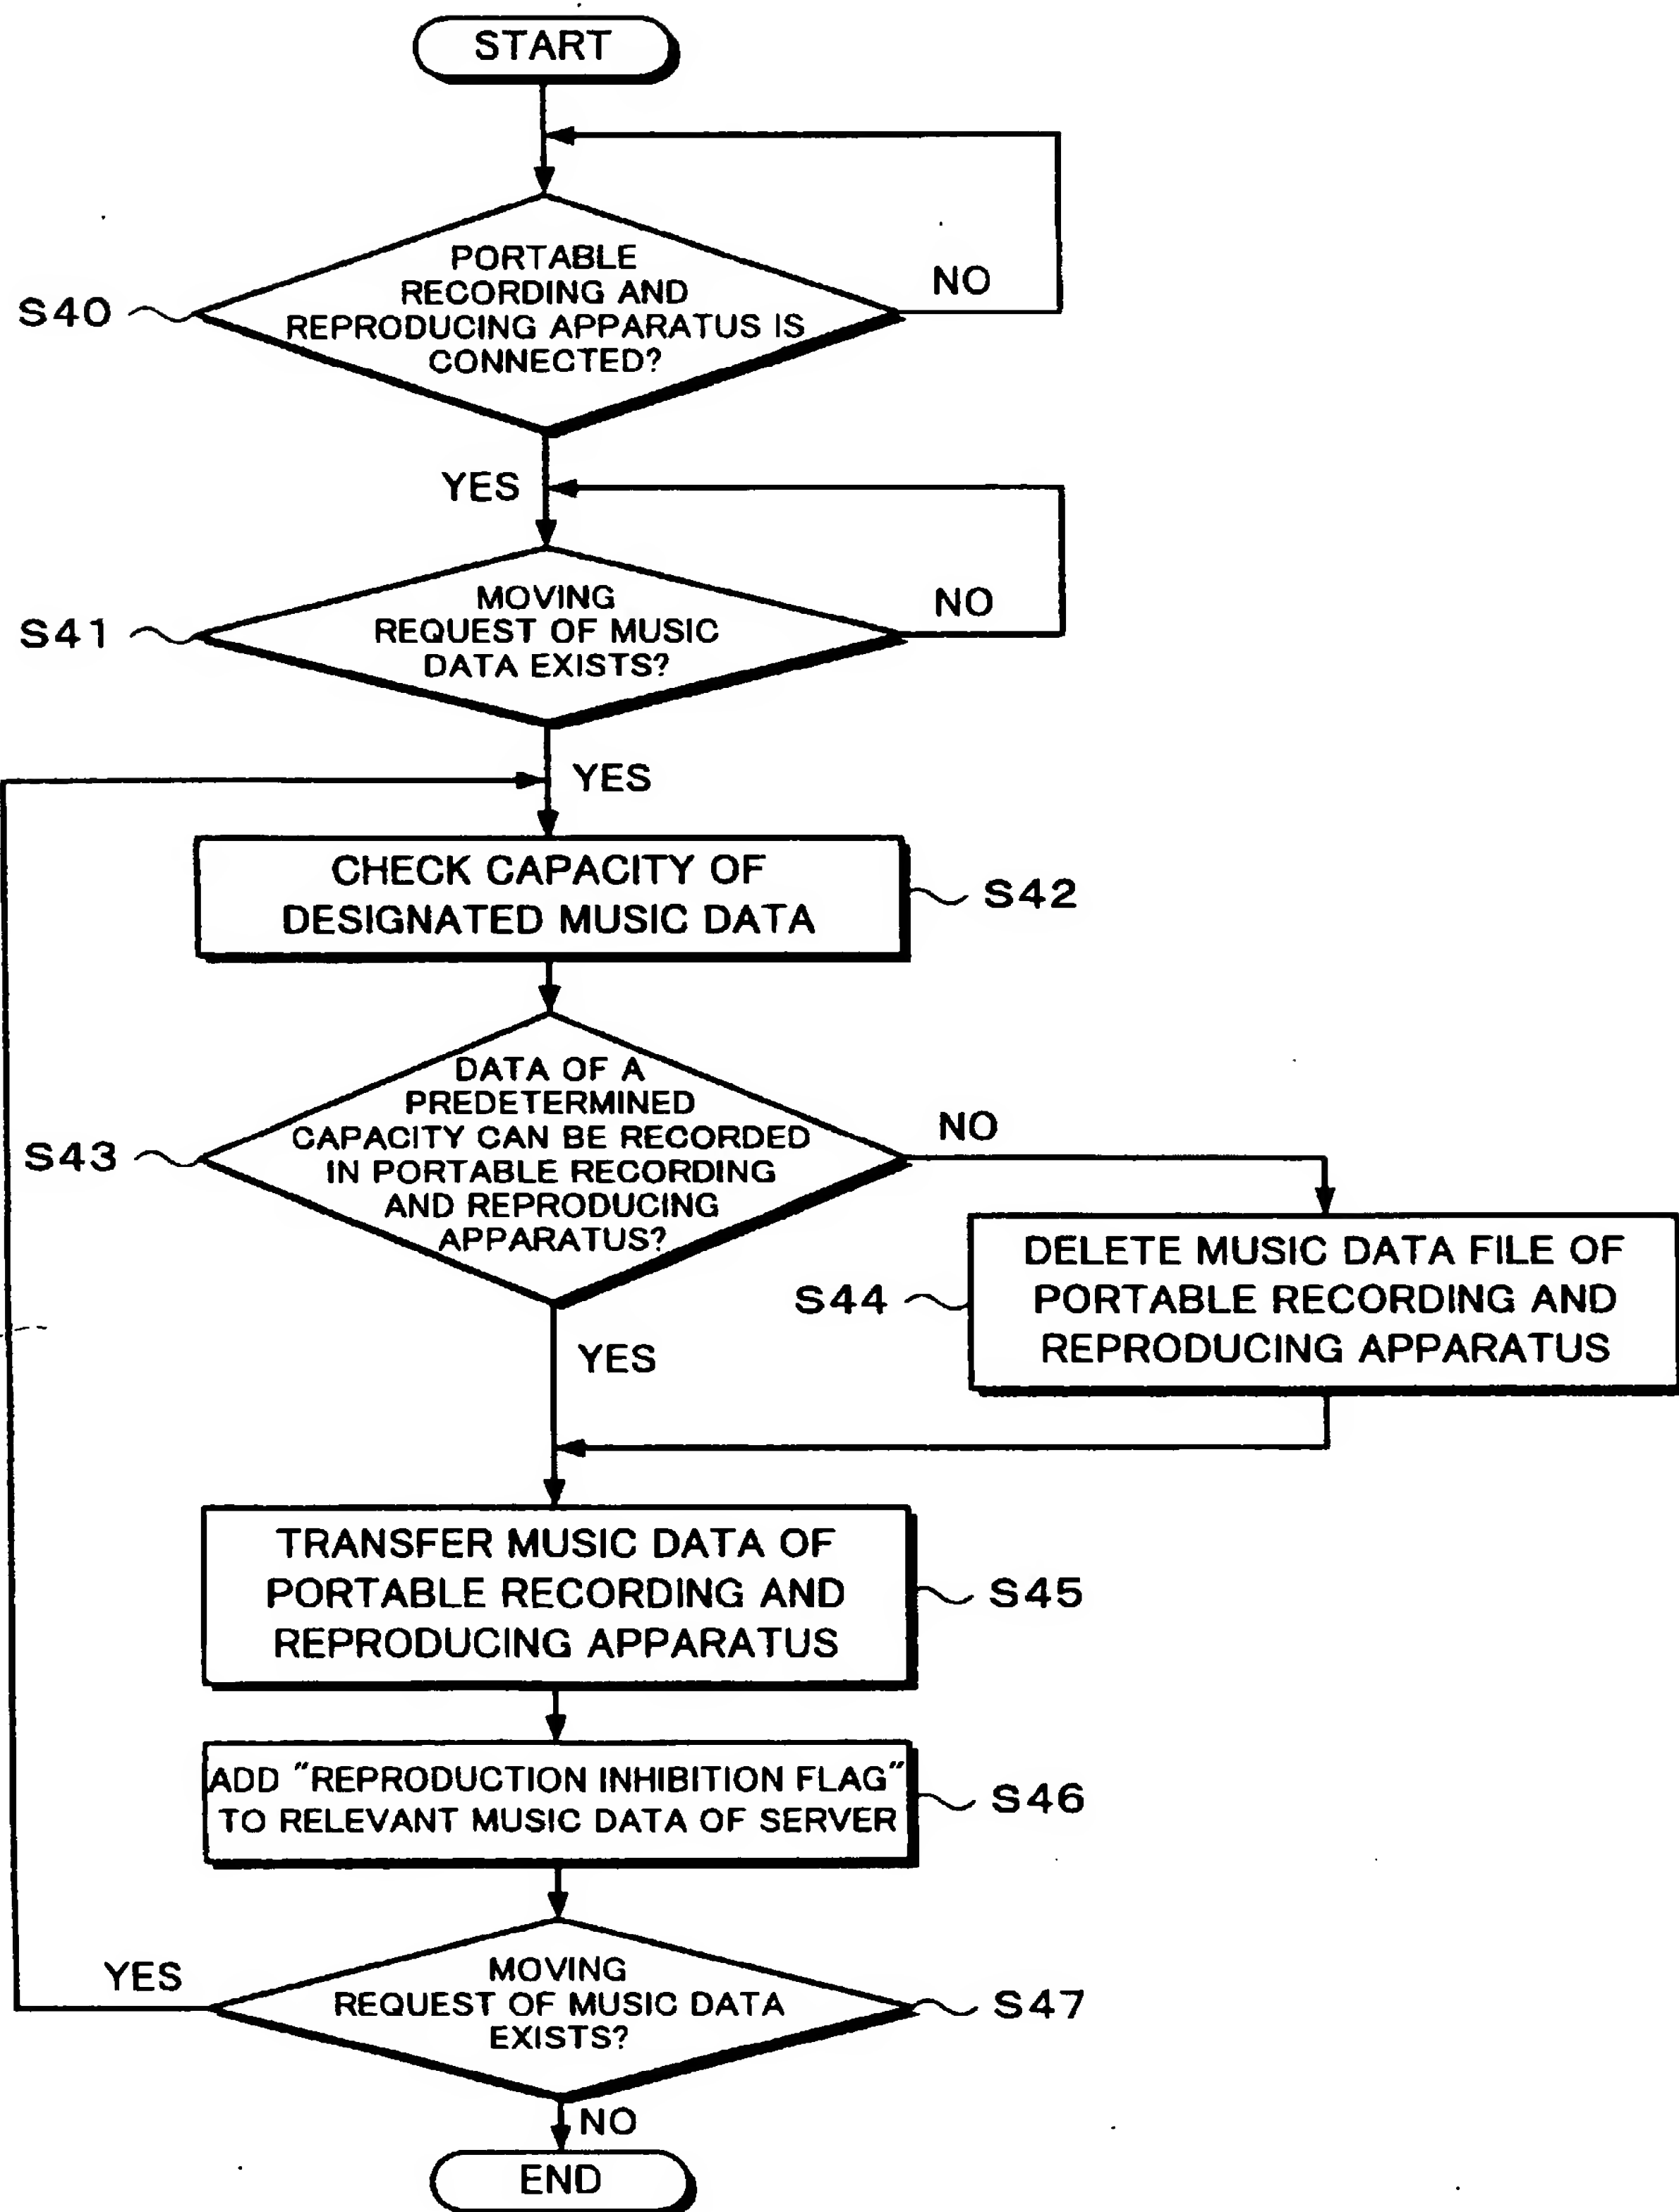 START
PORTABLE
RECORDING AND
REPRODUCING APPARATUS IS
CONNECTED?
NO
S40
YES
MOVING
REQUEST OF MUSIC
DATA EXISTS?
NO
S41
YES
CHECK CAPACITY OF
DESIGNATED MUSIC DATA
S42
DATA OF A
PREDETERMINED
CAPACITY CAN BE RECORDED
IN PORTABLE RECORDING
AND REPRODUCING
APPARATUS?
NO
S43
DELETE MUSIC DATA FILE OF
PORTABLE RECORDING AND
REPRODUCING APPARATUS
S44
YES
TRANSFER MUSIC DATA OF
PORTABLE RECORDING AND
REPRODUCING APPARATUS
S45
ADD "REPRODUCTION INHIBITION FLAG"
TO RELEVANT MUSIC DATA OF SERVER
S46
YES
MOVING
REQUEST OF MUSIC DATA
EXISTS?
S47
NO
END